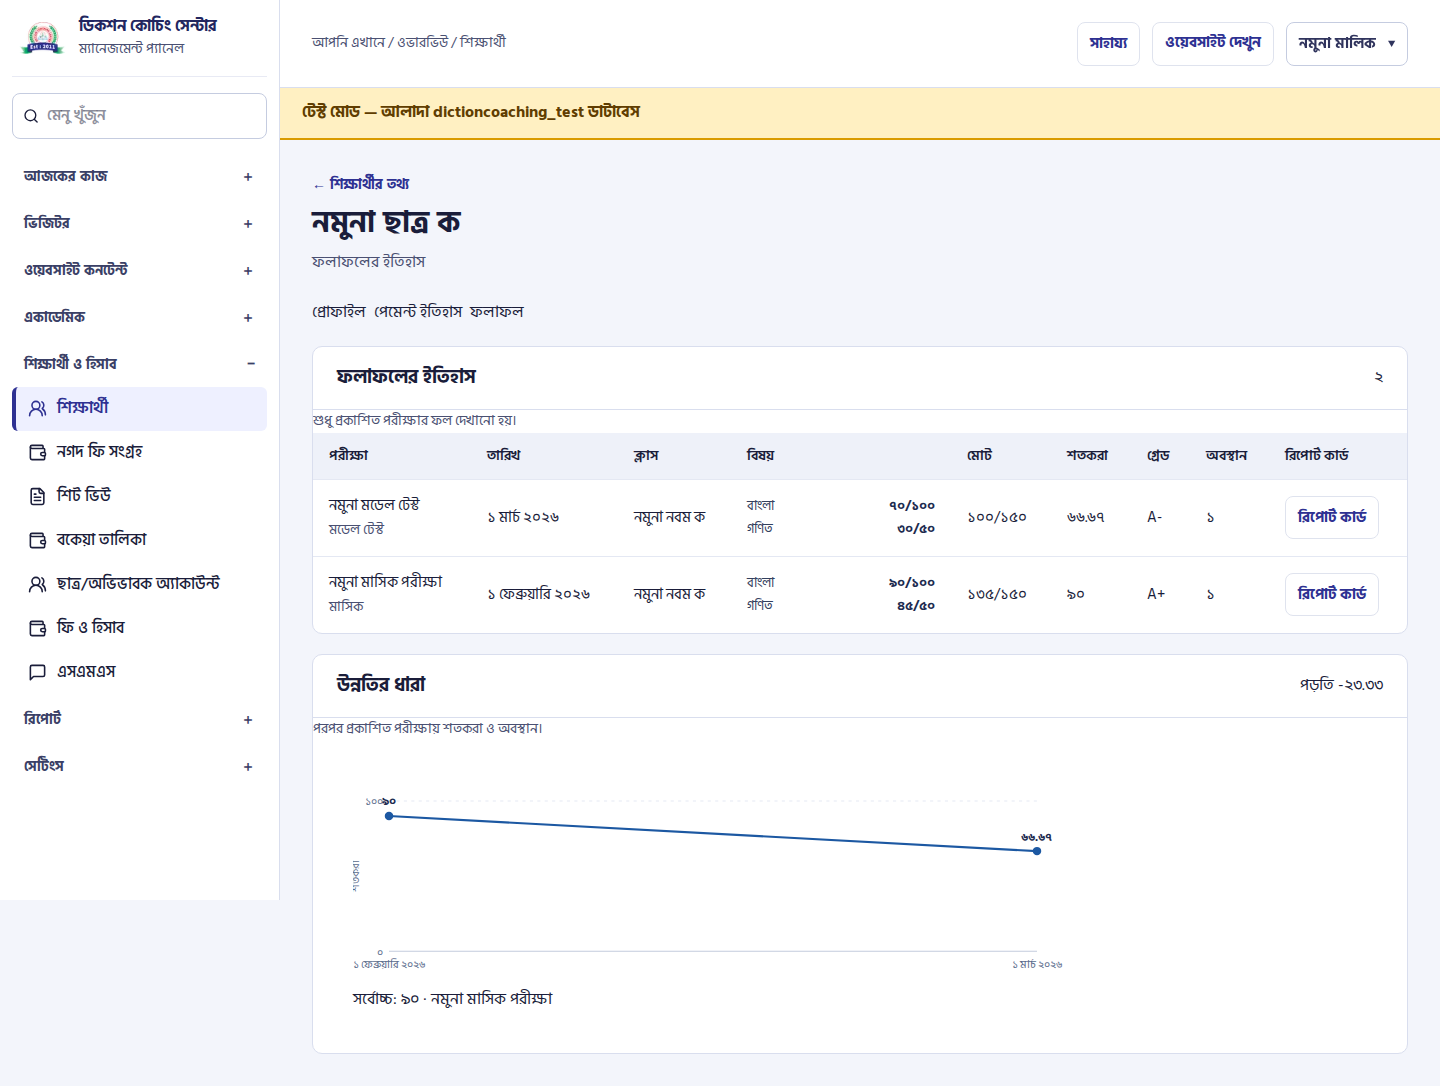 ডিকশন কোচিং সেন্টার
ম্যানেজমেন্ট প্যানেল
Est : 2011
মেনু খুঁজুন
আজকের কাজ +
ভিজিটর +
ওয়েবসাইট কনটেন্ট +
একাডেমিক +
শিক্ষার্থী ও হিসাব −
শিক্ষার্থী
নগদ ফি সংগ্রহ
শিট ভিউ
বকেয়া তালিকা
ছাত্র/অভিভাবক অ্যাকাউন্ট
ফি ও হিসাব
এসএমএস
রিপোর্ট +
সেটিংস +
আপনি এখানে / ওভারভিউ / শিক্ষার্থী
সাহায্য
ওয়েবসাইট দেখুন
নমুনা মালিক ▾
টেস্ট মোড — আলাদা dictioncoaching_test ডাটাবেস
← শিক্ষার্থীর তথ্য
নমুনা ছাত্র ক
ফলাফলের ইতিহাস
প্রোফাইল পেমেন্ট ইতিহাস ফলাফল
ফলাফলের ইতিহাস ২
শুধু প্রকাশিত পরীক্ষার ফল দেখানো হয়।
পরীক্ষা তারিখ ক্লাস বিষয় মোট শতকরা গ্রেড অবস্থান রিপোর্ট কার্ড
নমুনা মডেল টেস্ট
মডেল টেস্ট
১ মার্চ ২০২৬
নমুনা নবম ক
বাংলা ৭০/১০০
গণিত ৩০/৫০
১০০/১৫০
৬৬.৬৭
A-
১
রিপোর্ট কার্ড
নমুনা মাসিক পরীক্ষা
মাসিক
১ ফেব্রুয়ারি ২০২৬
নমুনা নবম ক
বাংলা ৯০/১০০
গণিত ৪৫/৫০
১৩৫/১৫০
৯০
A+
১
রিপোর্ট কার্ড
উন্নতির ধারা পড়তি -২৩.৩৩
পরপর প্রকাশিত পরীক্ষায় শতকরা ও অবস্থান।
১০০
৯০
৬৬.৬৭
শতকরা
০
১ ফেব্রুয়ারি ২০২৬ ১ মার্চ ২০২৬
সর্বোচ্চ: ৯০ · নমুনা মাসিক পরীক্ষা